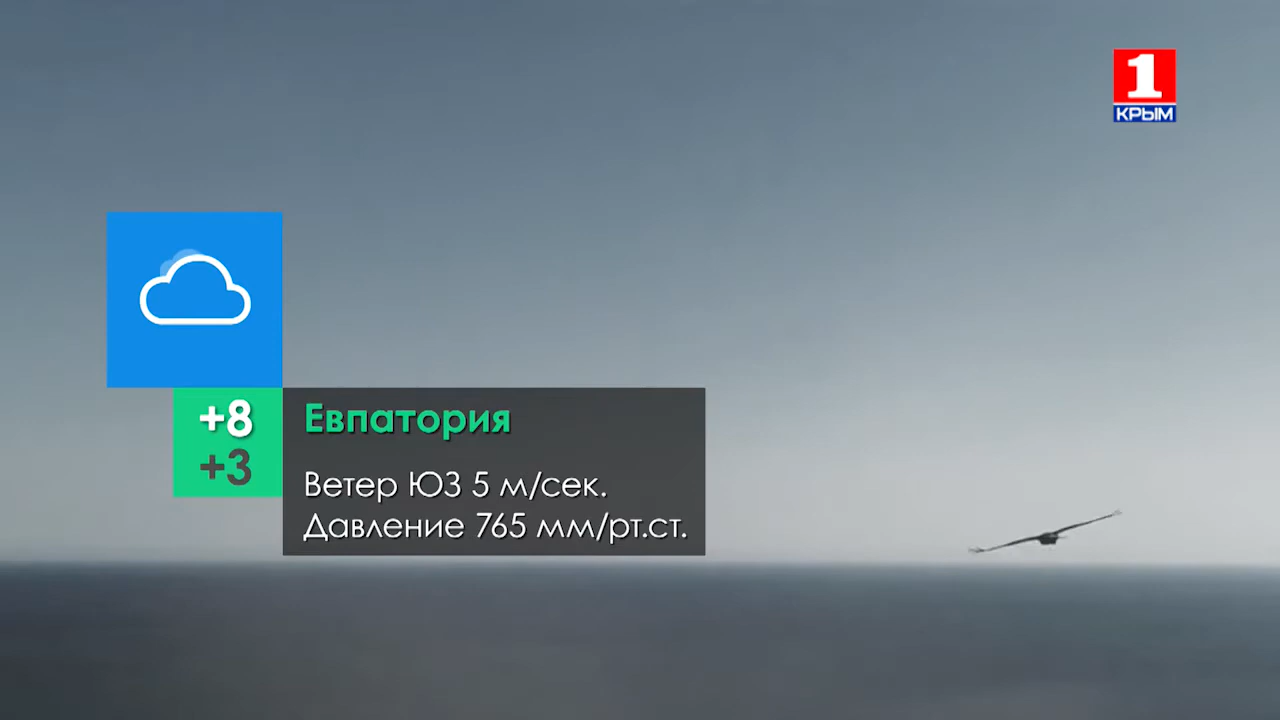 1
КРЫМ
+8
+3
Евпатория
Ветер ЮЗ 5 м/сек.
Давление 765 мм/рт.ст.